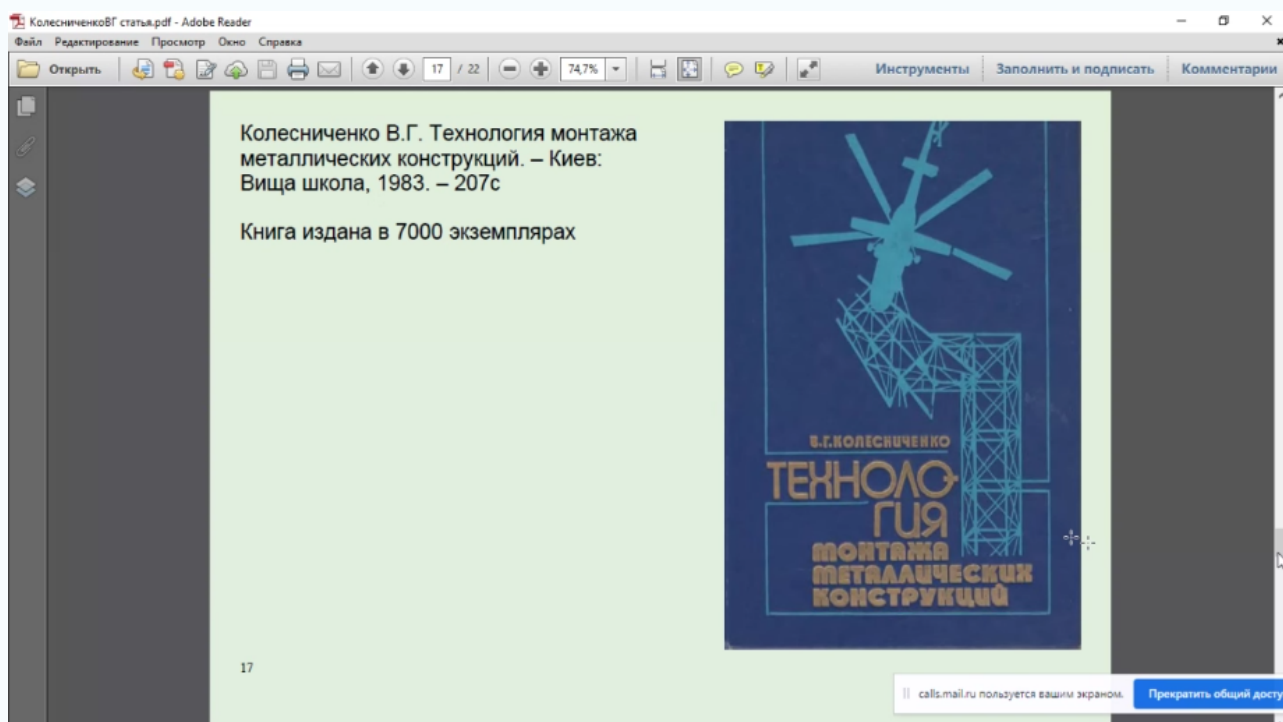 КолесниченкоВГ статья.pdf - Adobe Reader
Файл Редактирование Просмотр Окно Справка
Открыть 17 / 22 74,7% Инструменты Заполнить и подписать Комментарии
Колесниченко В.Г. Технология монтажа
металлических конструкций. – Киев:
Вища школа, 1983. – 207с
Книга издана в 7000 экземплярах
В.Г.КОЛЕСНИЧЕНКО
ТЕХНОЛО-
ГИЯ
МОНТАЖА
МЕТАЛЛИЧЕСКИХ
КОНСТРУКЦИЙ
17
calls.mail.ru пользуется вашим экраном. Прекратить общий досту